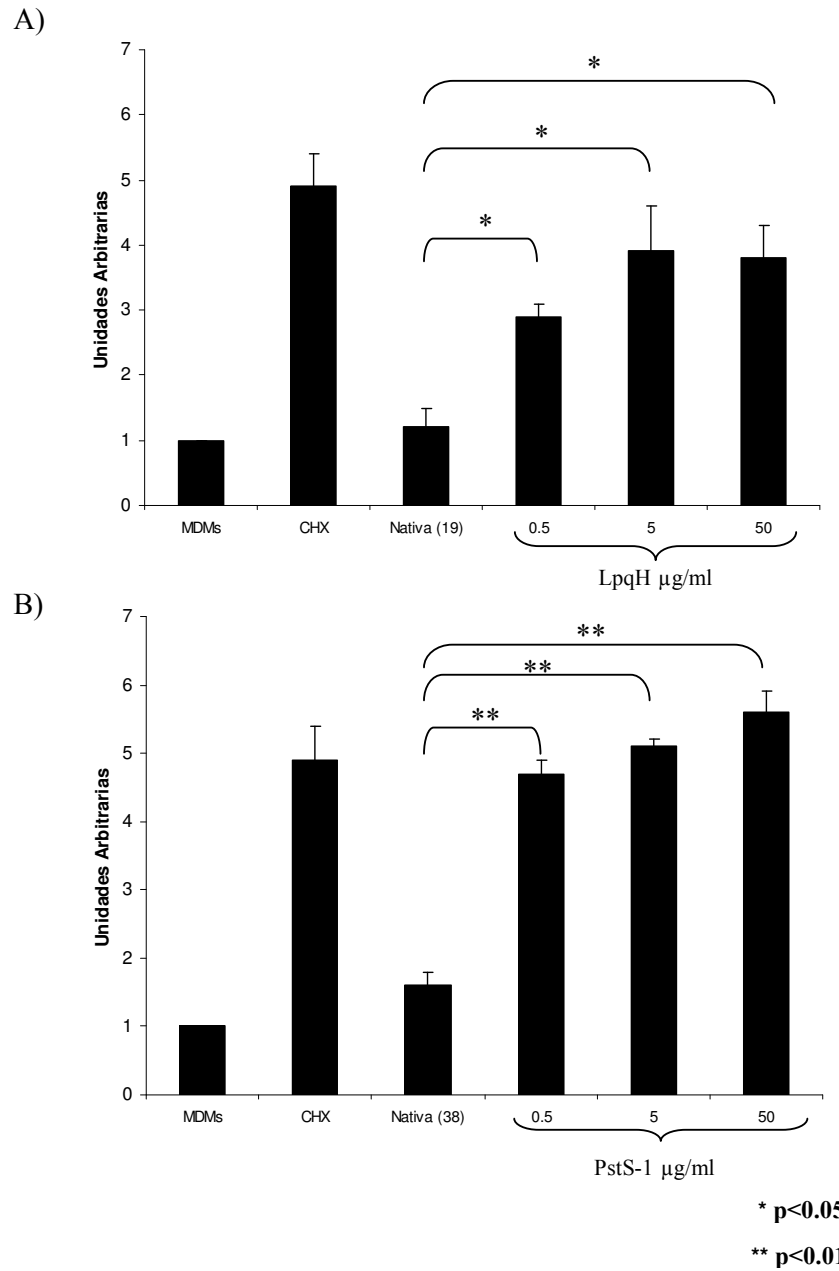 A)
7
6
5
4
3
2
1
0
Unidades Arbitrarias
*
*
*
MDMs CHX Nativa (19) 0.5 5 50
LpqH µg/ml
B)
7
6
5
4
3
2
1
0
Unidades Arbitrarias
**
**
**
MDMs CHX Nativa (38) 0.5 5 50
PstS-1 µg/ml
* p<0.05
** p<0.01